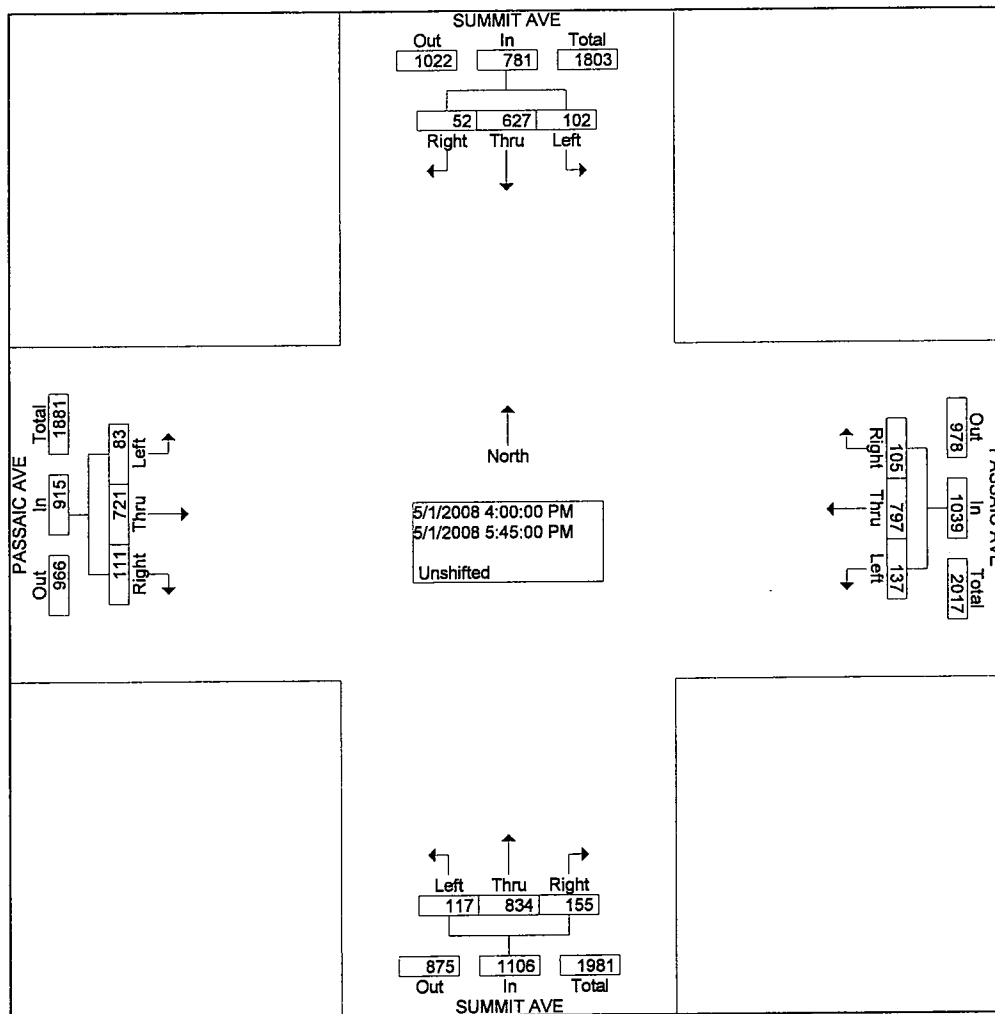 SUMMIT AVE
Out In Total
1022 781 1803
52 627 102
Right Thru Left
PASSAIC AVE
Total In Out
1881 915 966
83 721 111
Left Thru Right
North
5/1/2008 4:00:00 PM
5/1/2008 5:45:00 PM
Unshifted
Right Thru Left
105 797 137
Out In Total
978 1039 2017
PASSAIC AVE
Left Thru Right
117 834 155
875 1106 1981
Out In Total
SUMMIT AVE